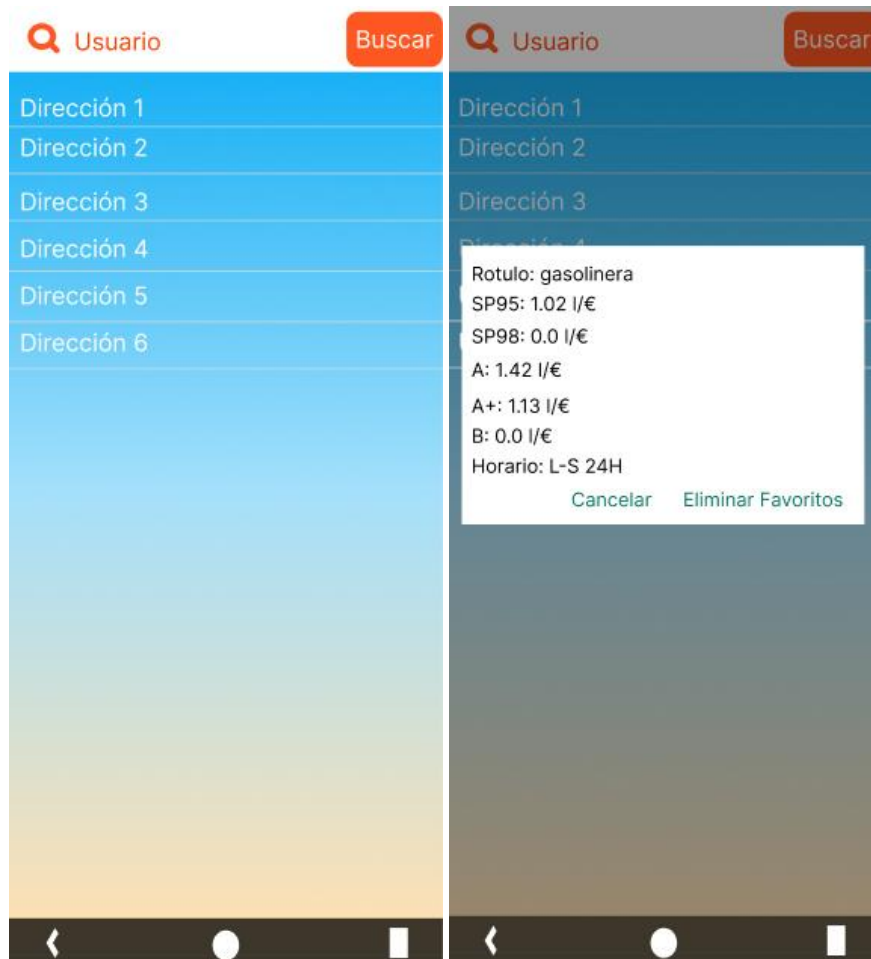 Usuario Buscar
Dirección 1
Dirección 2
Dirección 3
Dirección 4
Dirección 5
Dirección 6
Usuario Buscar
Dirección 1
Dirección 2
Dirección 3
Dirección 4
Rotulo: gasolinera
SP95: 1.02 l/€
SP98: 0.0 l/€
A: 1.42 l/€
A+: 1.13 l/€
B: 0.0 l/€
Horario: L-S 24H
Cancelar Eliminar Favoritos